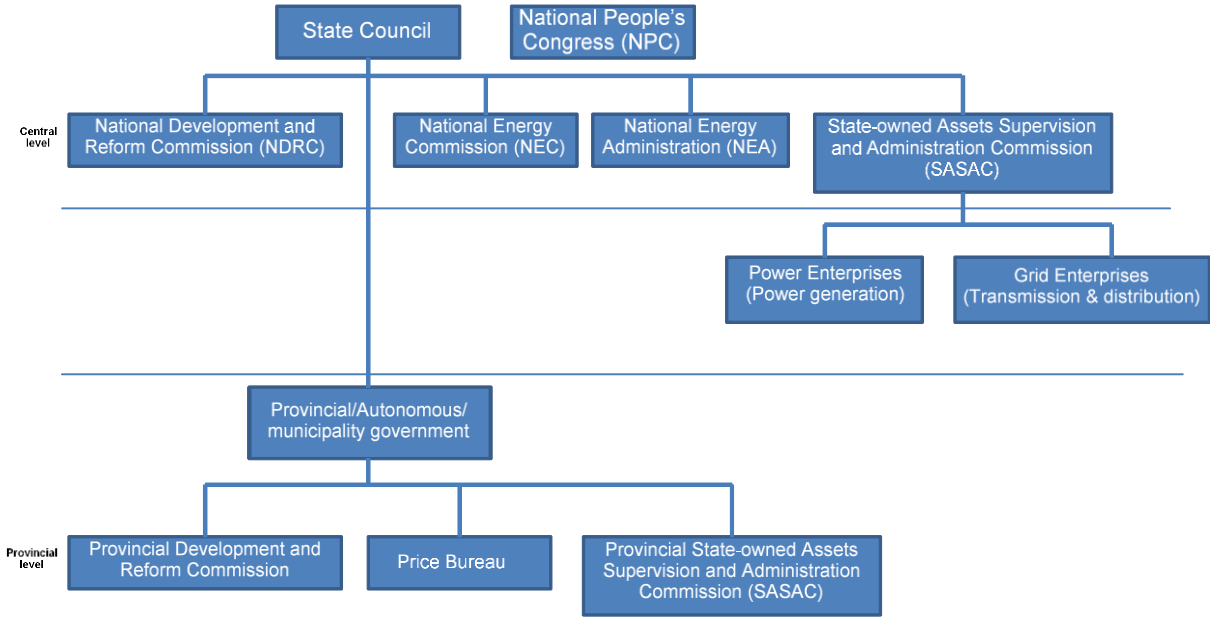 State Council
National People's
Congress (NPC)
Central
level
National Development and
Reform Commission (NDRC)
National Energy
Commission (NEC)
National Energy
Administration (NEA)
State-owned Assets Supervision
and Administration Commission
(SASAC)
Power Enterprises
(Power generation)
Grid Enterprises
(Transmission & distribution)
Provincial/Autonomous/
municipality government
Provincial
level
Provincial Development and
Reform Commission
Price Bureau
Provincial State-owned Assets
Supervision and Administration
Commission (SASAC)